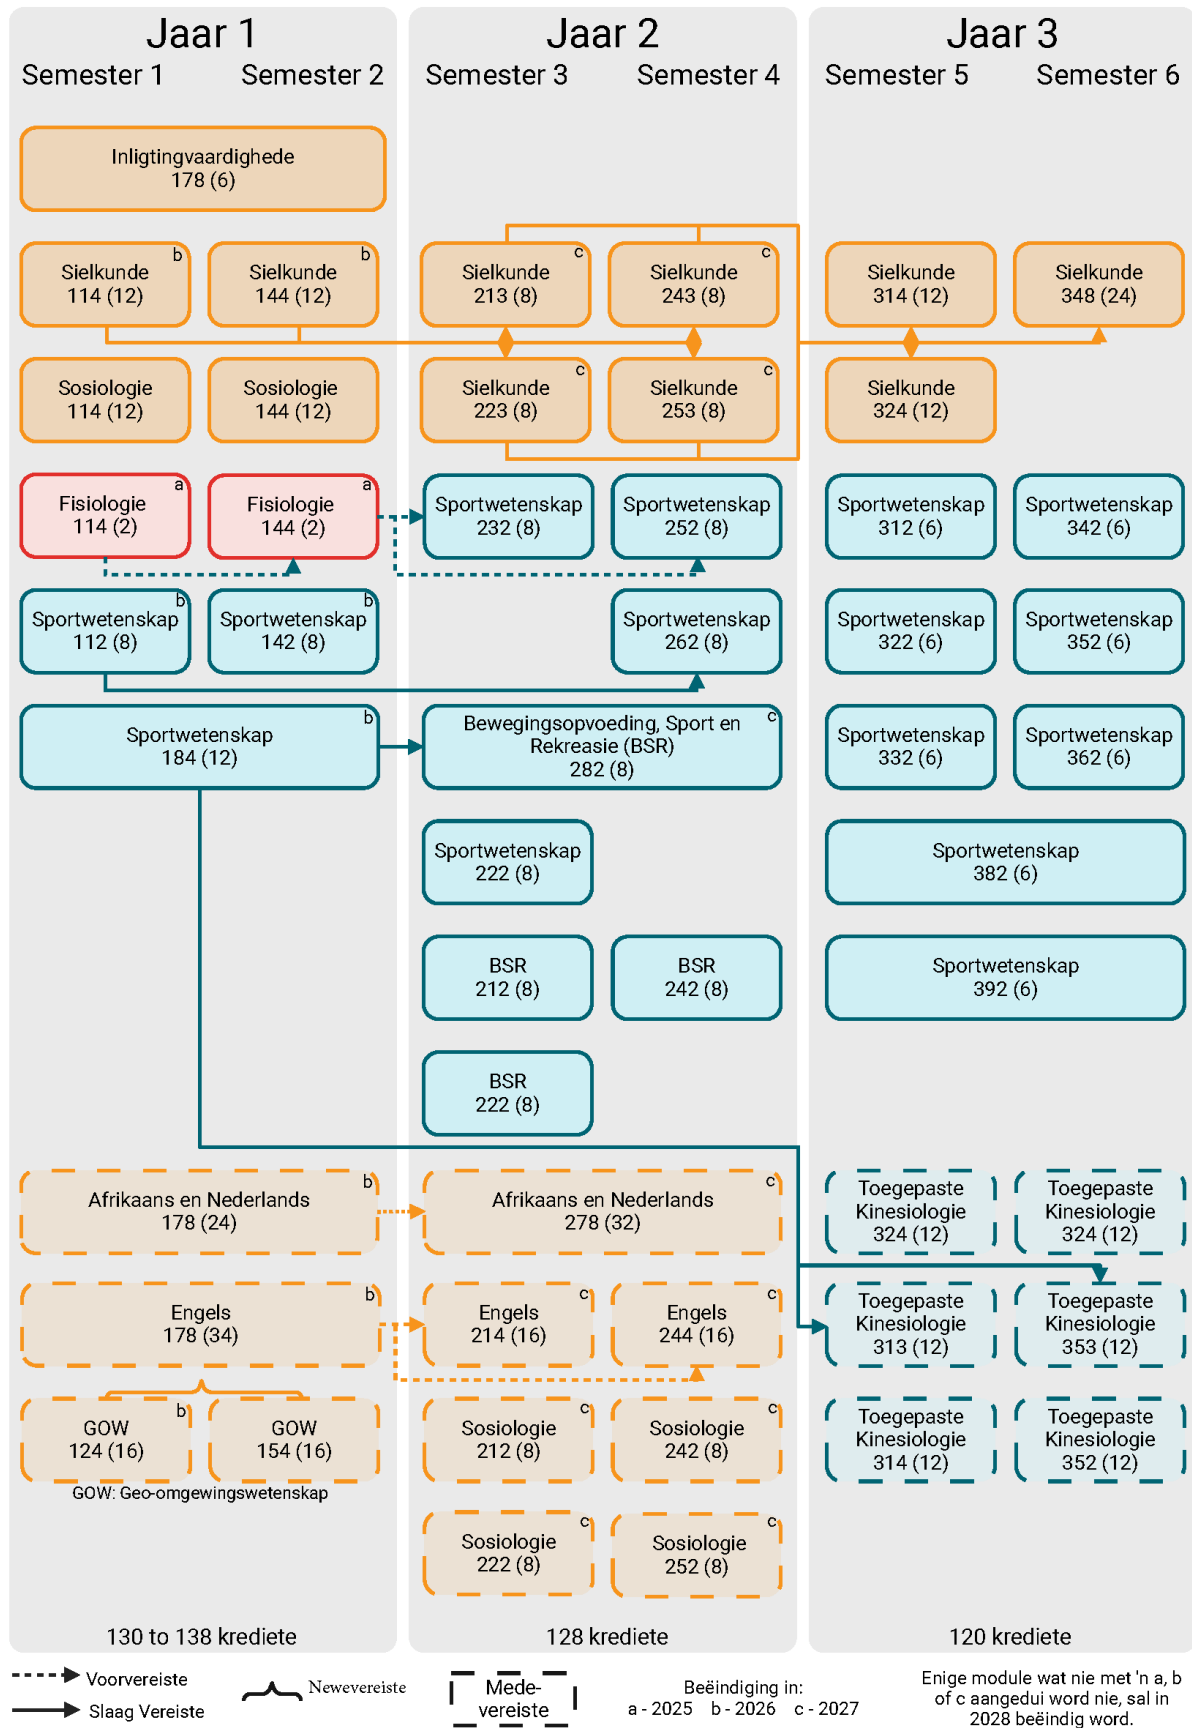 Jaar 1
Semester 1
Semester 2
Jaar 2
Semester 3
Semester 4
Jaar 3
Semester 5
Semester 6
Inligtingvaardighede
178 (6)
b
Sielkunde
114 (12)
b
Sielkunde
144 (12)
c
Sielkunde
213 (8)
c
Sielkunde
243 (8)
Sielkunde
314 (12)
Sielkunde
348 (24)
Sosiologie
114 (12)
Sosiologie
144 (12)
c
Sielkunde
223 (8)
c
Sielkunde
253 (8)
Sielkunde
324 (12)
a
Fisiologie
114 (2)
a
Fisiologie
144 (2)
Sportwetenskap
232 (8)
Sportwetenskap
252 (8)
Sportwetenskap
312 (6)
Sportwetenskap
342 (6)
b
Sportwetenskap
112 (8)
b
Sportwetenskap
142 (8)
Sportwetenskap
262 (8)
Sportwetenskap
322 (6)
Sportwetenskap
352 (6)
b
Sportwetenskap
184 (12)
c
Bewegingsopvoeding, Sport en
Rekreasie (BSR)
282 (8)
Sportwetenskap
332 (6)
Sportwetenskap
362 (6)
Sportwetenskap
222 (8)
Sportwetenskap
382 (6)
BSR
212 (8)
BSR
242 (8)
Sportwetenskap
392 (6)
BSR
222 (8)
b
Afrikaans en Nederlands
178 (24)
c
Afrikaans en Nederlands
278 (32)
Toegepaste
Kinesiologie
324 (12)
Toegepaste
Kinesiologie
324 (12)
b
Engels
178 (34)
c
Engels
214 (16)
c
Engels
244 (16)
Toegepaste
Kinesiologie
313 (12)
Toegepaste
Kinesiologie
353 (12)
b
GOW
124 (16)
GOW
154 (16)
c
Sosiologie
212 (8)
c
Sosiologie
242 (8)
Toegepaste
Kinesiologie
314 (12)
Toegepaste
Kinesiologie
352 (12)
GOW: Geo-omgewingswetenskap
c
Sosiologie
222 (8)
c
Sosiologie
252 (8)
130 to 138 krediete
128 krediete
120 krediete
Voorvereiste
Slaag Vereiste
Newevereiste
Mede-
vereiste
Beëindiging in:
a - 2025 b - 2026 c - 2027
Enige module wat nie met 'n a, b
of c aangedui word nie, sal in
2028 beëindig word.